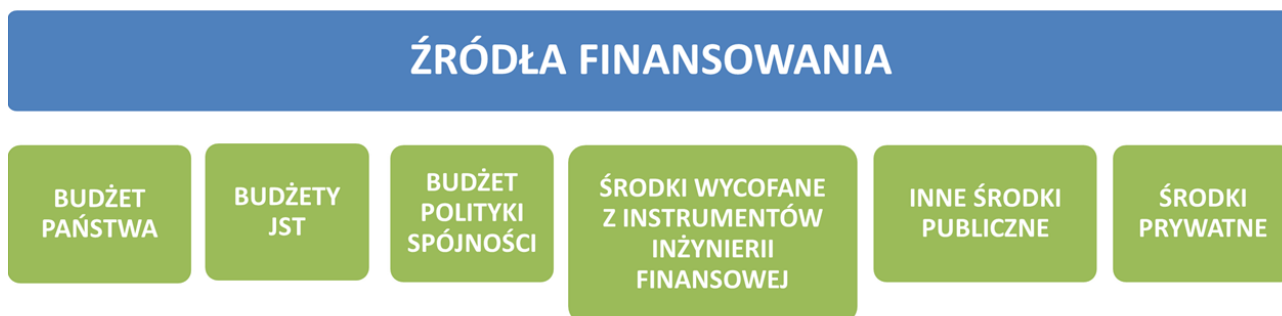 ŹRÓDŁA FINANSOWANIA
BUDŻET
PAŃSTWA
BUDŻETY
JST
BUDŻET
POLITYKI
SPÓJNOŚCI
ŚRODKI WYCOFANE
Z INSTRUMENTÓW
INŻYNIERII
FINANSOWEJ
INNE ŚRODKI
PUBLICZNE
ŚRODKI
PRYWATNE